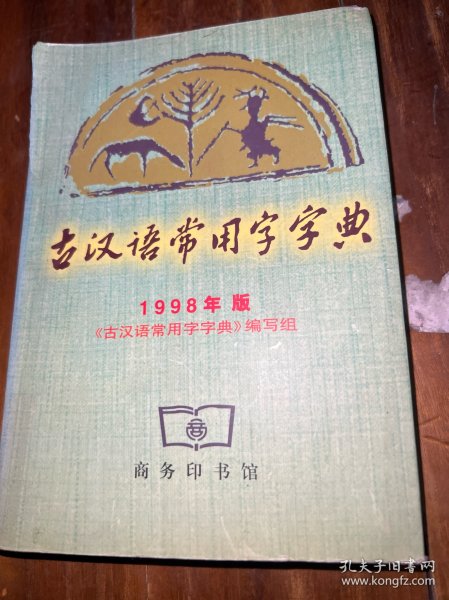 古汉语常用字字典
1998年版
《古汉语常用字字典》编写组
商务印书馆
孔夫子旧书网
www.kongfz.com